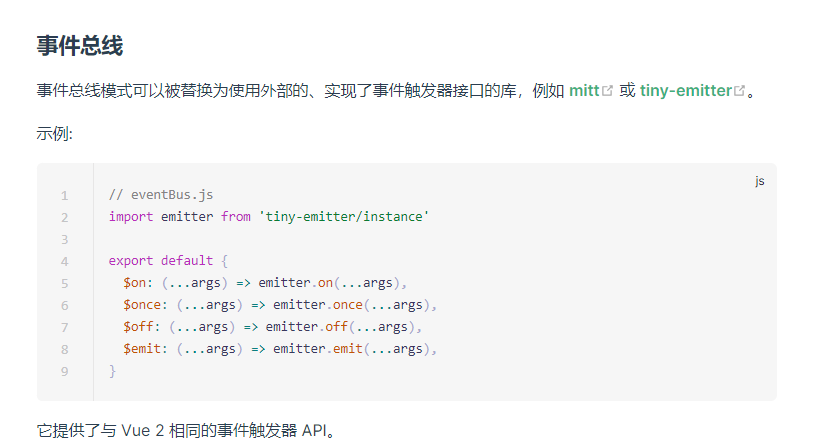 事件总线
事件总线模式可以被替换为使用外部的、实现了事件触发器接口的库，例如 mitt 或 tiny-emitter。
示例:
js
1 // eventBus.js
2 import emitter from 'tiny-emitter/instance'
3
4 export default {
5   $on: (...args) => emitter.on(...args),
6   $once: (...args) => emitter.once(...args),
7   $off: (...args) => emitter.off(...args),
8   $emit: (...args) => emitter.emit(...args),
9 }
它提供了与 Vue 2 相同的事件触发器 API。